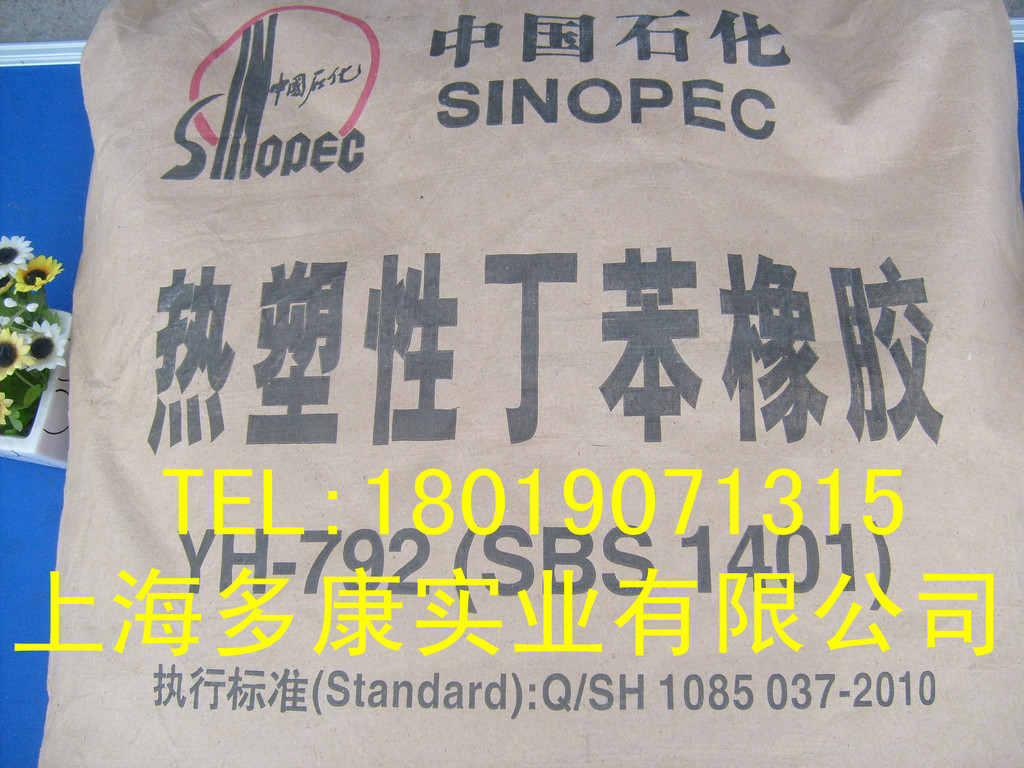 中國石化
SINOPEC
中国石化
SINOPEC
热塑性丁苯橡胶
TEL:18019071315
YH-792(SBS 1401)
上海多康实业有限公司
执行标准(Standard):Q/SH 1085 037-2010